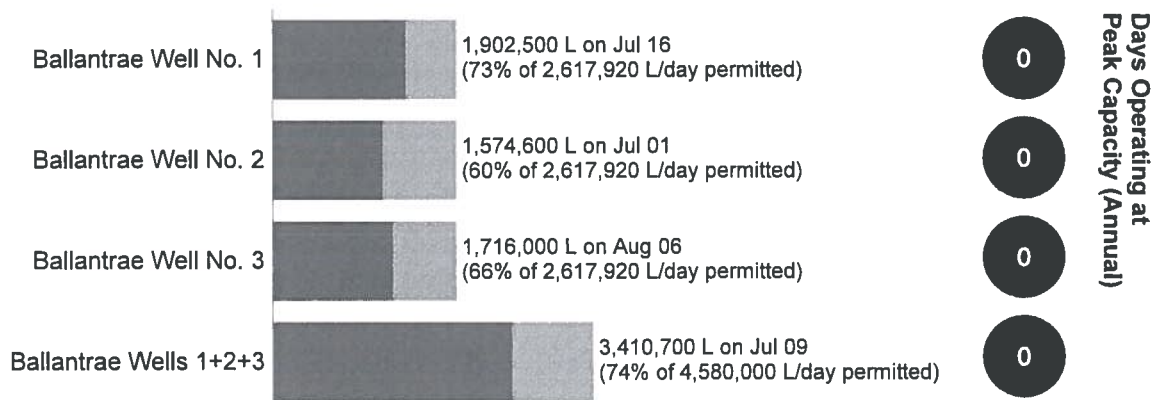 Ballantrae Well No. 1
1,902,500 L on Jul 16
(73% of 2,617,920 L/day permitted)
0
Ballantrae Well No. 2
1,574,600 L on Jul 01
(60% of 2,617,920 L/day permitted)
0
Ballantrae Well No. 3
1,716,000 L on Aug 06
(66% of 2,617,920 L/day permitted)
0
Ballantrae Wells 1+2+3
3,410,700 L on Jul 09
(74% of 4,580,000 L/day permitted)
0
Days Operating at
Peak Capacity (Annual)